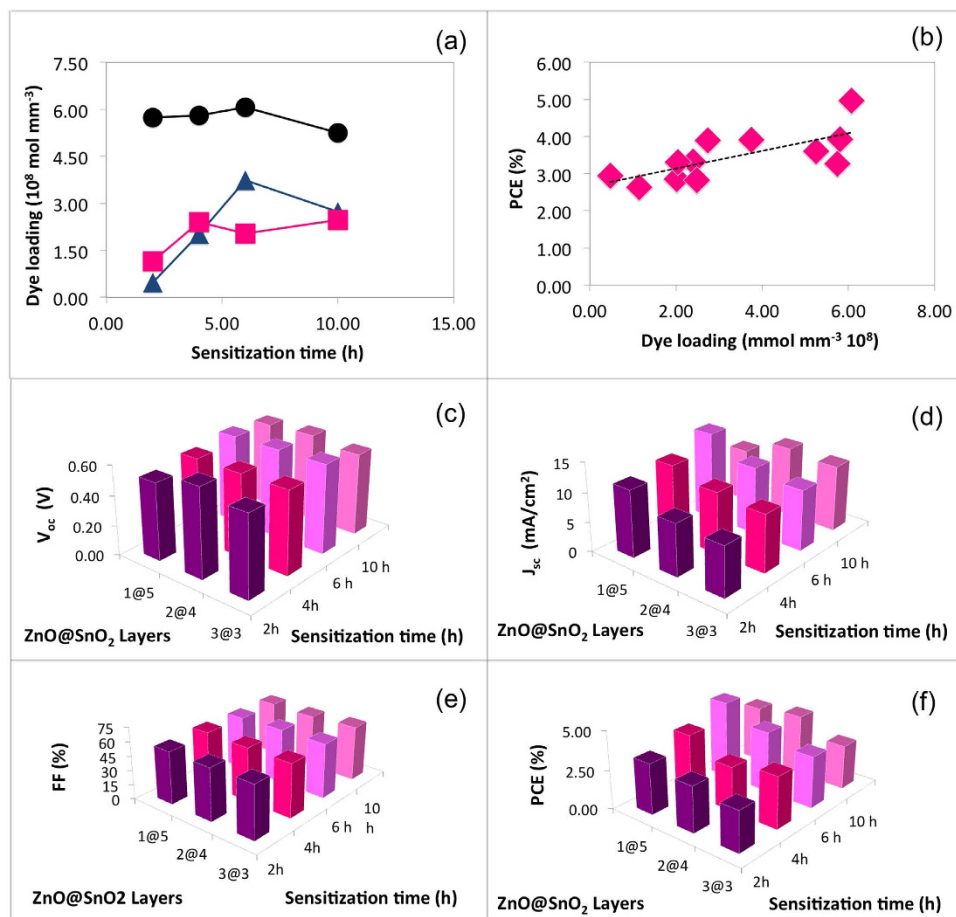 (a)
7.50
6.00
4.50
3.00
1.50
0.00
Dye loading (10⁸ mol mm⁻³)
0.00 5.00 10.00 15.00
Sensitization time (h)
(b)
6.00
5.00
4.00
3.00
2.00
1.00
0.00
PCE (%)
0.00 2.00 4.00 6.00 8.00
Dye loading (mmol mm⁻³ 10⁸)
(c)
0.60
0.40
0.20
0.00
V_oc (V)
1@5
2@4
3@3
2h
4h
6 h
10 h
ZnO@SnO₂ Layers
Sensitization time (h)
(d)
15
10
5
0
J_sc (mA/cm²)
1@5
2@4
3@3
2h
4h
6 h
10 h
ZnO@SnO₂ Layers
Sensitization time (h)
(e)
75
60
45
30
15
0
FF (%)
1@5
2@4
3@3
2h
4h
6 h
10
h
ZnO@SnO2 Layers
Sensitization time (h)
(f)
5.00
2.50
0.00
PCE (%)
1@5
2@4
3@3
2h
4h
6 h
10 h
ZnO@SnO₂ Layers
Sensitization time (h)